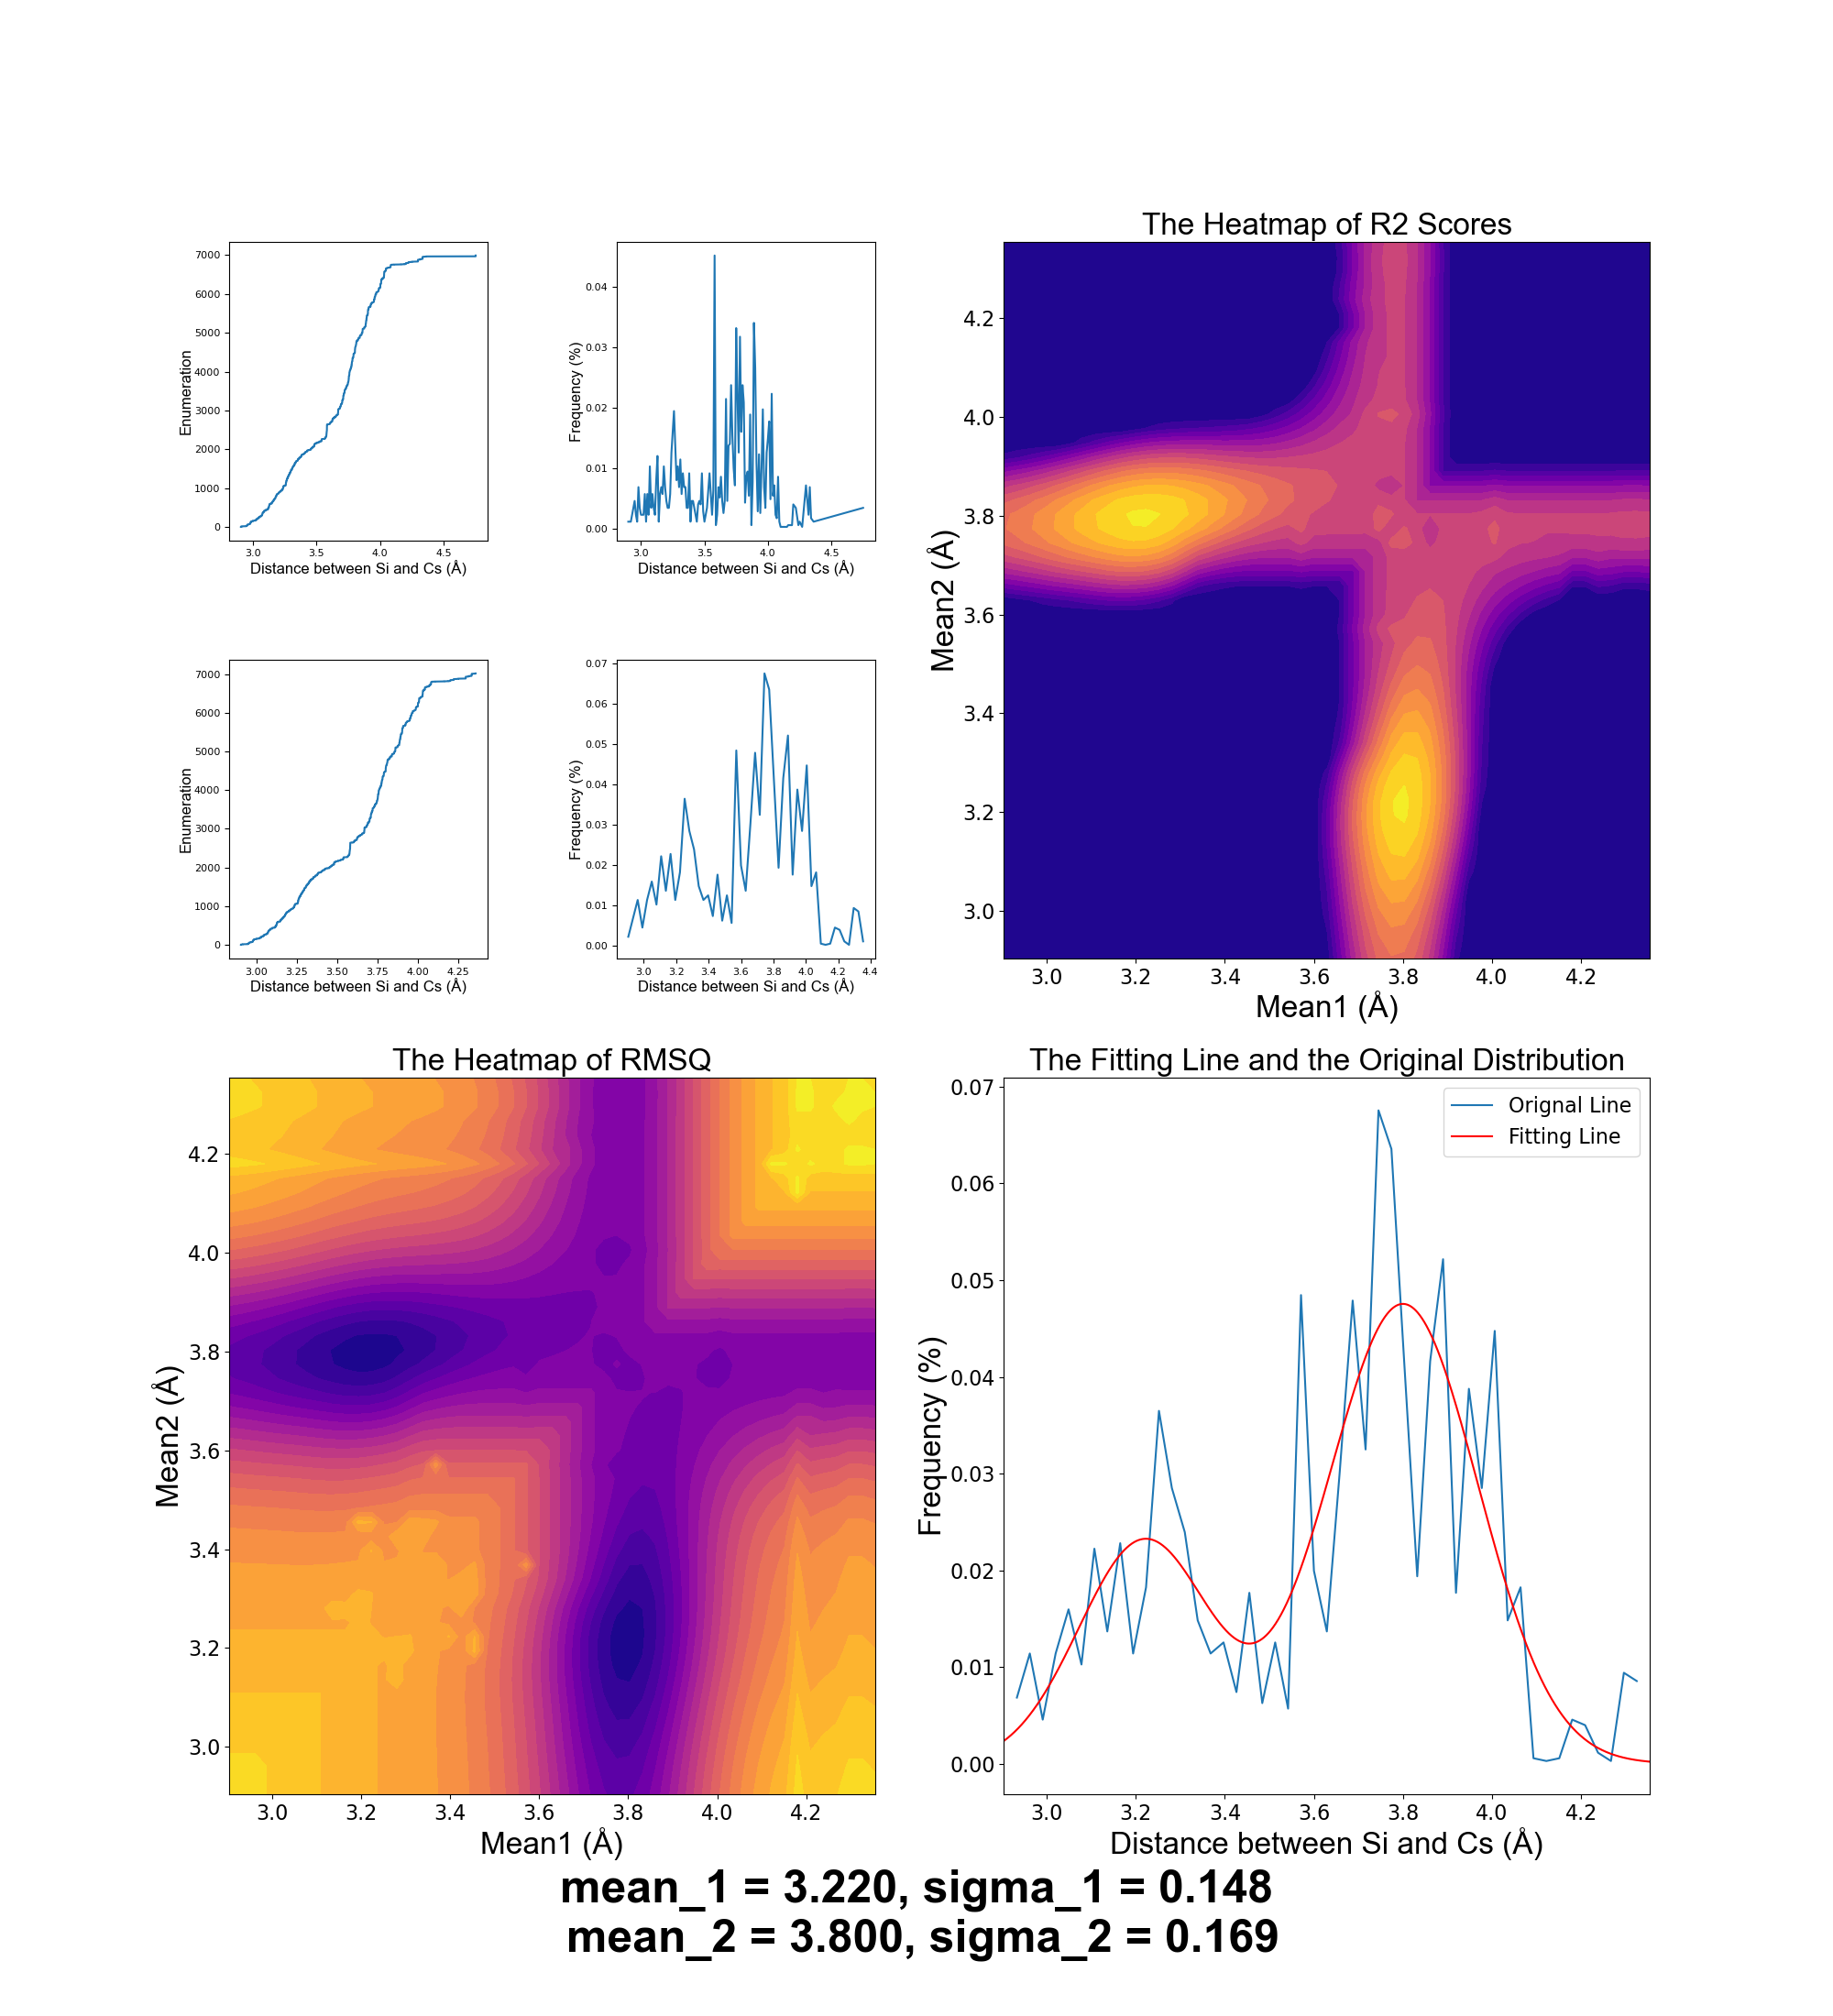 The Heatmap of R2 Scores
7000
6000
5000
4000
3000
2000
1000
0
Enumeration
3.0 3.5 4.0 4.5
Distance between Si and Cs (Å)
0.04
0.03
0.02
0.01
0.00
Frequency (%)
3.0 3.5 4.0 4.5
Distance between Si and Cs (Å)
4.2
4.0
3.8
3.6
3.4
3.2
3.0
Mean2 (Å)
3.0 3.2 3.4 3.6 3.8 4.0 4.2
Mean1 (Å)
7000
6000
5000
4000
3000
2000
1000
0
Enumeration
3.00 3.25 3.50 3.75 4.00 4.25
Distance between Si and Cs (Å)
0.07
0.06
0.05
0.04
0.03
0.02
0.01
0.00
Frequency (%)
3.0 3.2 3.4 3.6 3.8 4.0 4.2 4.4
Distance between Si and Cs (Å)
The Heatmap of RMSQ
4.2
4.0
3.8
3.6
3.4
3.2
3.0
Mean2 (Å)
3.0 3.2 3.4 3.6 3.8 4.0 4.2
Mean1 (Å)
The Fitting Line and the Original Distribution
Orignal Line
Fitting Line
0.07
0.06
0.05
0.04
0.03
0.02
0.01
0.00
Frequency (%)
3.0 3.2 3.4 3.6 3.8 4.0 4.2
Distance between Si and Cs (Å)
mean_1 = 3.220, sigma_1 = 0.148
mean_2 = 3.800, sigma_2 = 0.169